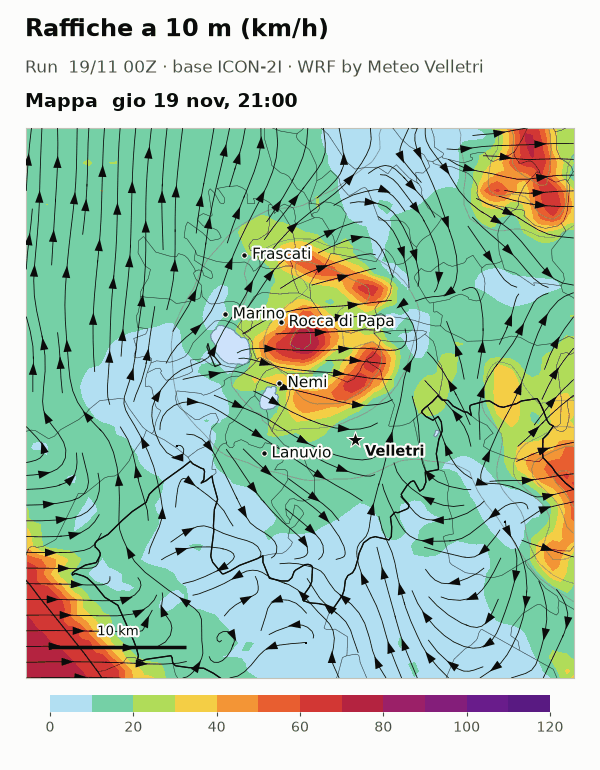 Raffiche a 10 m (km/h)
Run  19/11 00Z · base ICON-2I · WRF by Meteo Velletri
Mappa  gio 19 nov, 21:00
Frascati
Marino
Rocca di Papa
Nemi
Velletri
Lanuvio
10 km
0 20 40 60 80 100 120